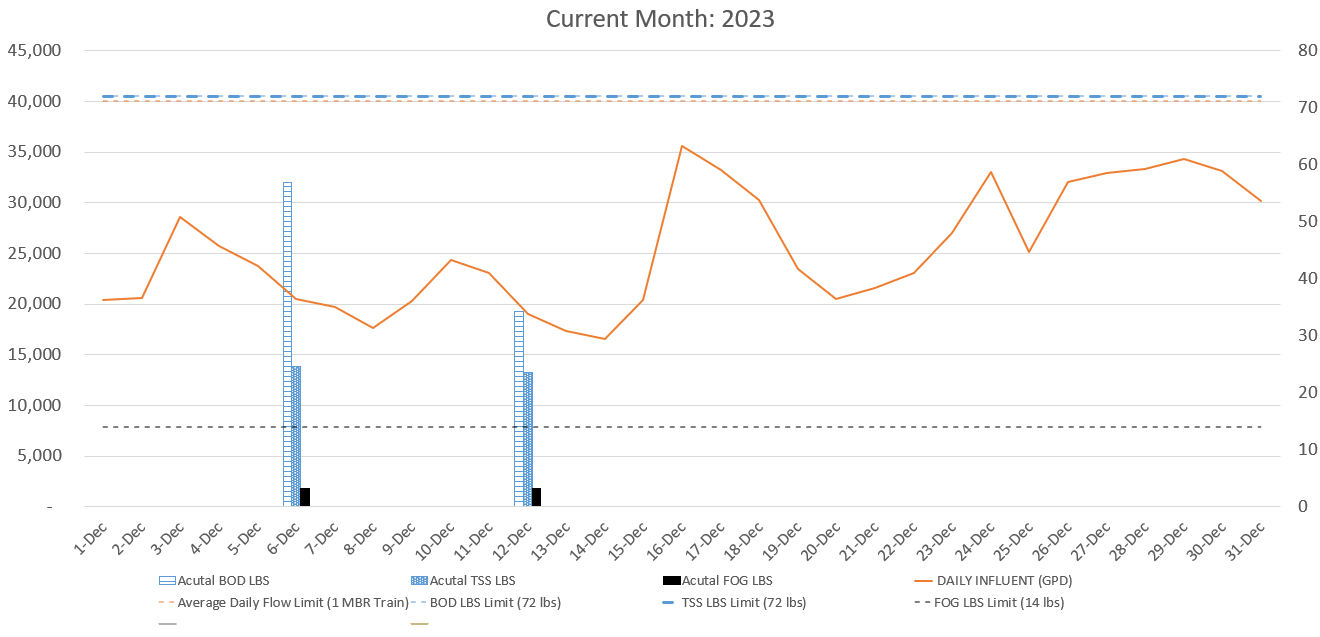 Current Month: 2023
45,000
40,000
35,000
30,000
25,000
20,000
15,000
10,000
5,000
-
80
70
60
50
40
30
20
10
0
1-Dec
2-Dec
3-Dec
4-Dec
5-Dec
6-Dec
7-Dec
8-Dec
9-Dec
10-Dec
11-Dec
12-Dec
13-Dec
14-Dec
15-Dec
16-Dec
17-Dec
18-Dec
19-Dec
20-Dec
21-Dec
22-Dec
23-Dec
24-Dec
25-Dec
26-Dec
27-Dec
28-Dec
29-Dec
30-Dec
31-Dec
Acutal BOD LBS Acutal TSS LBS Acutal FOG LBS DAILY INFLUENT (GPD)
Average Daily Flow Limit (1 MBR Train) BOD LBS Limit (72 lbs) TSS LBS Limit (72 lbs) FOG LBS Limit (14 lbs)